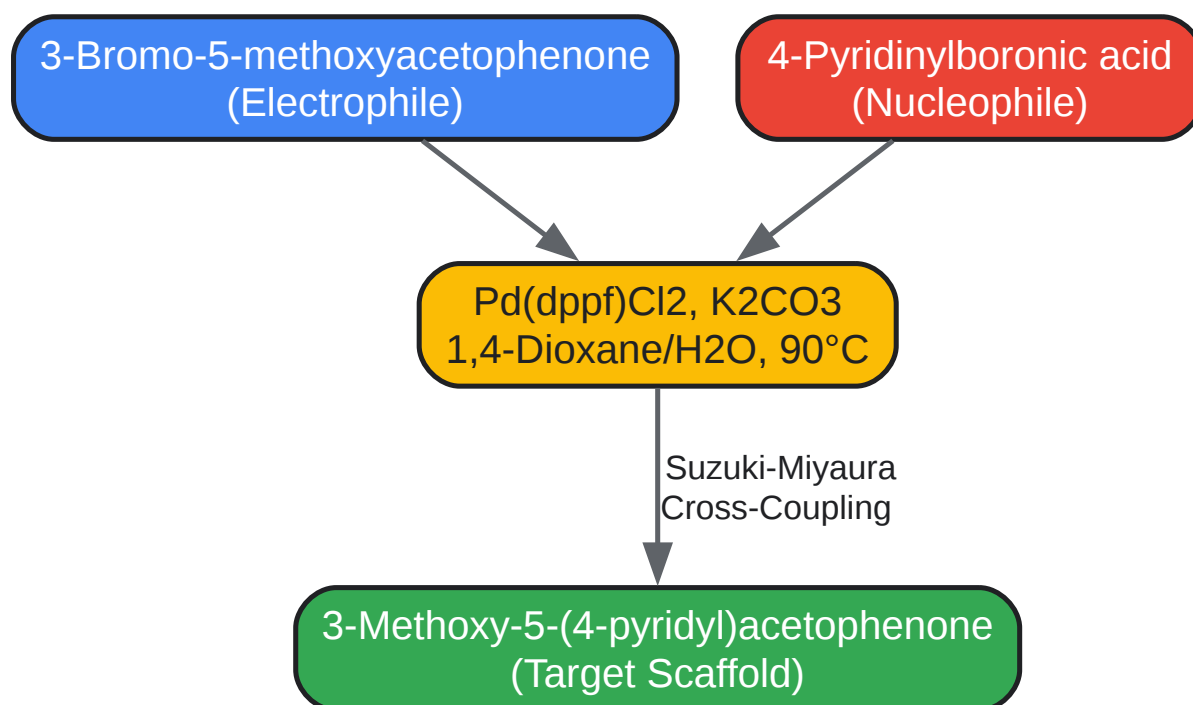 3-Bromo-5-methoxyacetophenone
(Electrophile)
4-Pyridinylboronic acid
(Nucleophile)
Pd(dppf)Cl2, K2CO3
1,4-Dioxane/H2O, 90°C
Suzuki-Miyaura
Cross-Coupling
3-Methoxy-5-(4-pyridyl)acetophenone
(Target Scaffold)